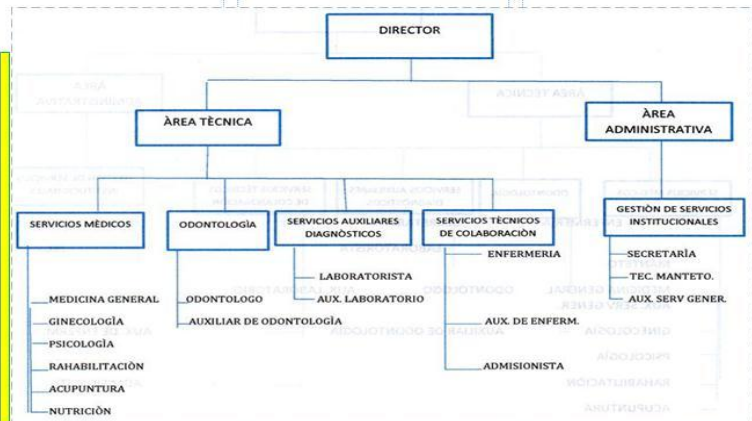 DIRECTOR
ÀREA TÈCNICA
ÀREA
ADMINISTRATIVA
SERVICIOS MÈDICOS
ODONTOLOGÌA
SERVICIOS AUXILIARES
DIAGNÒSTICOS
SERVICIOS TÈCNICOS
DE COLABORACIÒN
GESTIÒN DE SERVICIOS
INSTITUCIONALES
MEDICINA GENERAL
GINECOLOGÌA
PSICOLOGÌA
RAHABILITACIÒN
ACUPUNTURA
NUTRICIÒN
ODONTOLOGO
AUXILIAR DE ODONTOLOGÌA
LABORATORISTA
AUX. LABORATORIO
ENFERMERIA
AUX. DE ENFERM.
ADMISIONISTA
SECRETARÌA
TEC. MANTETO.
AUX. SERV GENER.